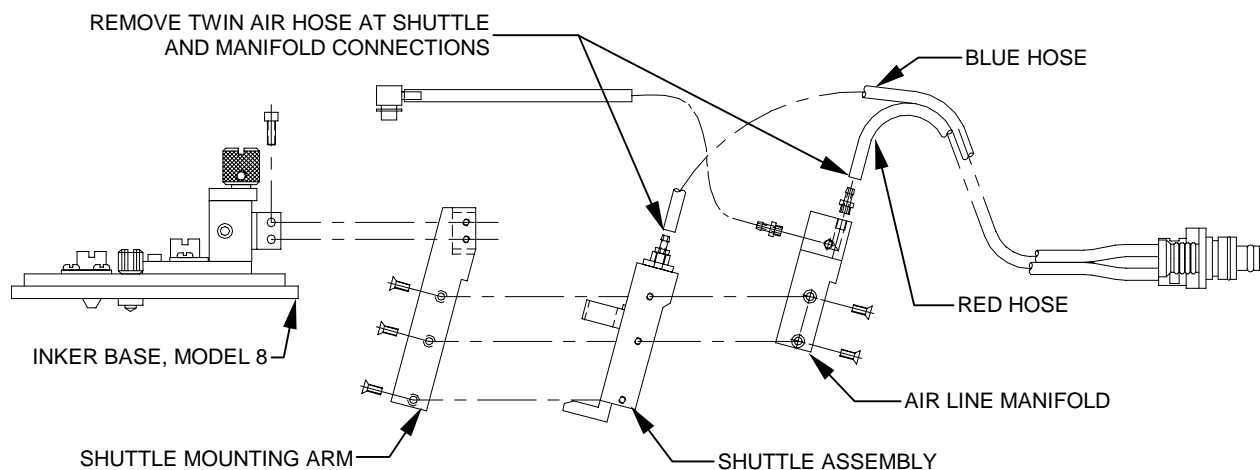 REMOVE TWIN AIR HOSE AT SHUTTLE
AND MANIFOLD CONNECTIONS
BLUE HOSE
RED HOSE
INKER BASE, MODEL 8
AIR LINE MANIFOLD
SHUTTLE MOUNTING ARM
SHUTTLE ASSEMBLY